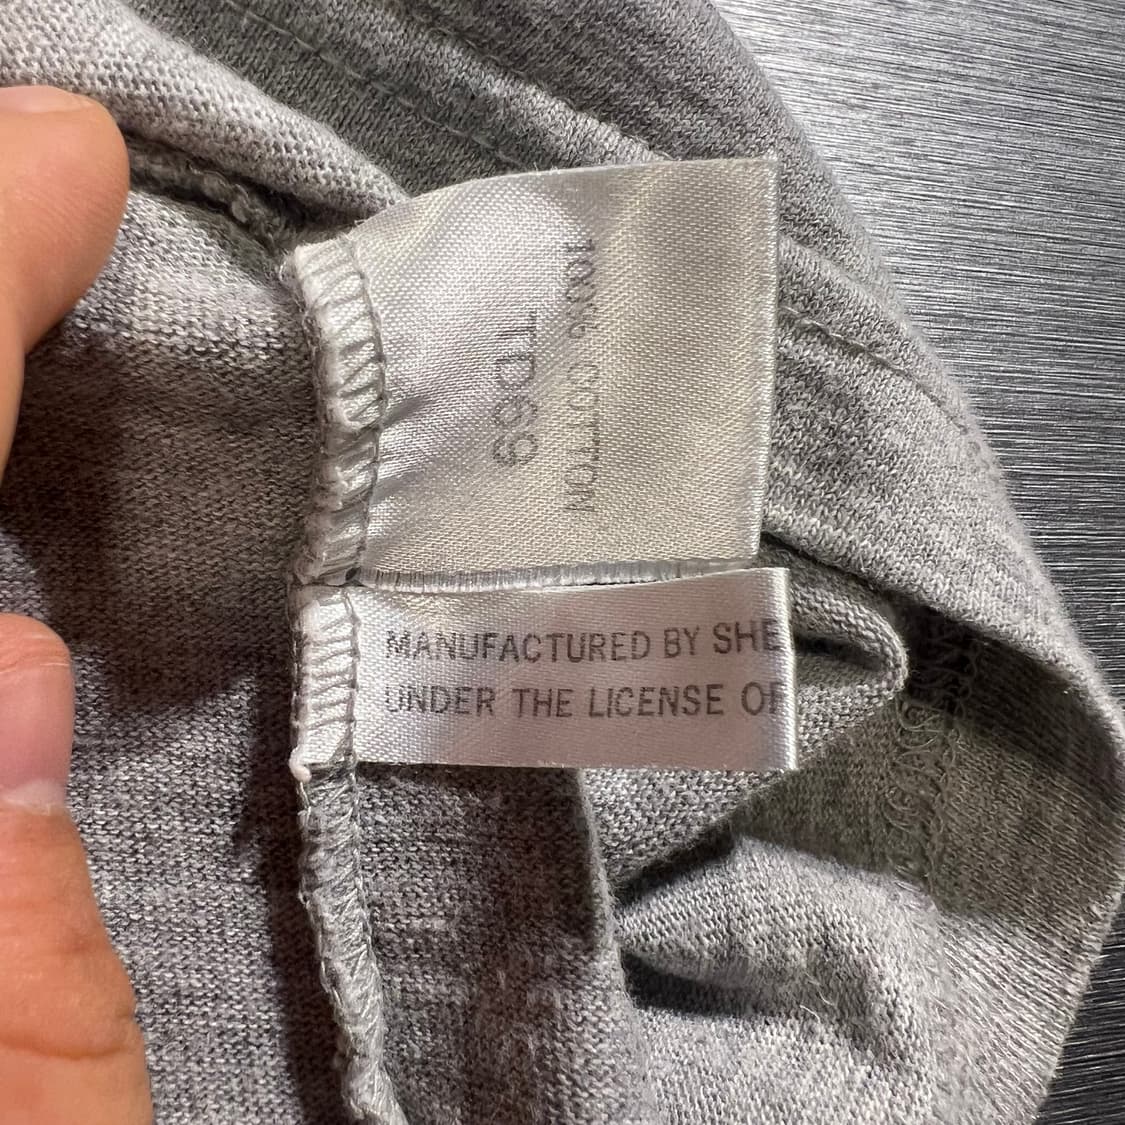 100% COTTON
TD69
MANUFACTURED BY SHE
UNDER THE LICENSE OF